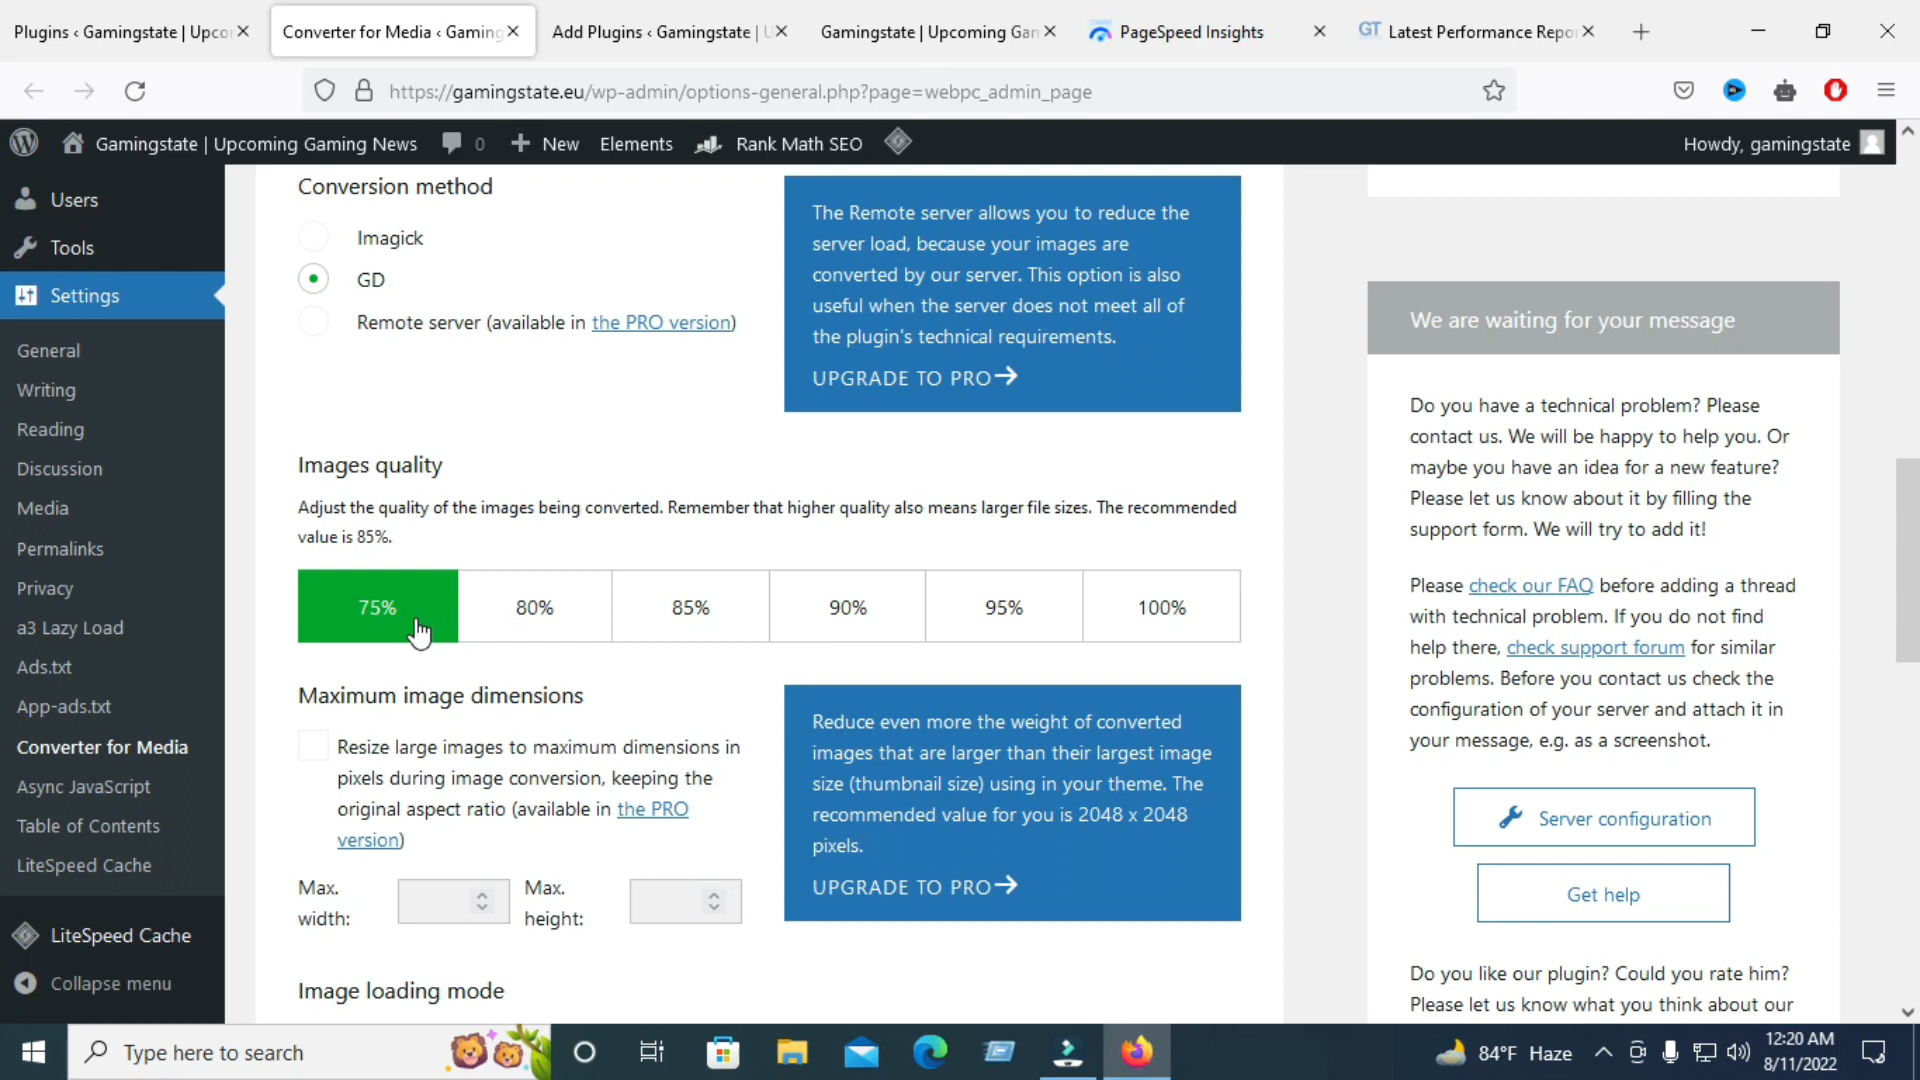 Plugins ‹ Gamingstate | Upcor
Converter for Media ‹ Gaming
Add Plugins ‹ Gamingstate | U
Gamingstate | Upcoming Gan
PageSpeed Insights
GT Latest Performance Repo
https://gamingstate.eu/wp-admin/options-general.php?page=webpc_admin_page
Gamingstate | Upcoming Gaming News
0
New
Elements
Rank Math SEO
Howdy, gamingstate
Users
Tools
Settings
General
Writing
Reading
Discussion
Media
Permalinks
Privacy
a3 Lazy Load
Ads.txt
App-ads.txt
Converter for Media
Async JavaScript
Table of Contents
LiteSpeed Cache
LiteSpeed Cache
Collapse menu
Conversion method
Imagick
GD
Remote server (available in the PRO version)
The Remote server allows you to reduce the
server load, because your images are
converted by our server. This option is also
useful when the server does not meet all of
the plugin's technical requirements.
UPGRADE TO PRO
Images quality
Adjust the quality of the images being converted. Remember that higher quality also means larger file sizes. The recommended
value is 85%.
75%
80%
85%
90%
95%
100%
Maximum image dimensions
Resize large images to maximum dimensions in
pixels during image conversion, keeping the
original aspect ratio (available in the PRO
version)
Max.
width:
Max.
height:
Reduce even more the weight of converted
images that are larger than their largest image
size (thumbnail size) using in your theme. The
recommended value for you is 2048 x 2048
pixels.
UPGRADE TO PRO
Image loading mode
We are waiting for your message
Do you have a technical problem? Please
contact us. We will be happy to help you. Or
maybe you have an idea for a new feature?
Please let us know about it by filling the
support form. We will try to add it!
Please check our FAQ before adding a thread
with technical problem. If you do not find
help there, check support forum for similar
problems. Before you contact us check the
configuration of your server and attach it in
your message, e.g. as a screenshot.
Server configuration
Get help
Do you like our plugin? Could you rate him?
Please let us know what you think about our
Type here to search
84°F Haze
12:20 AM
8/11/2022